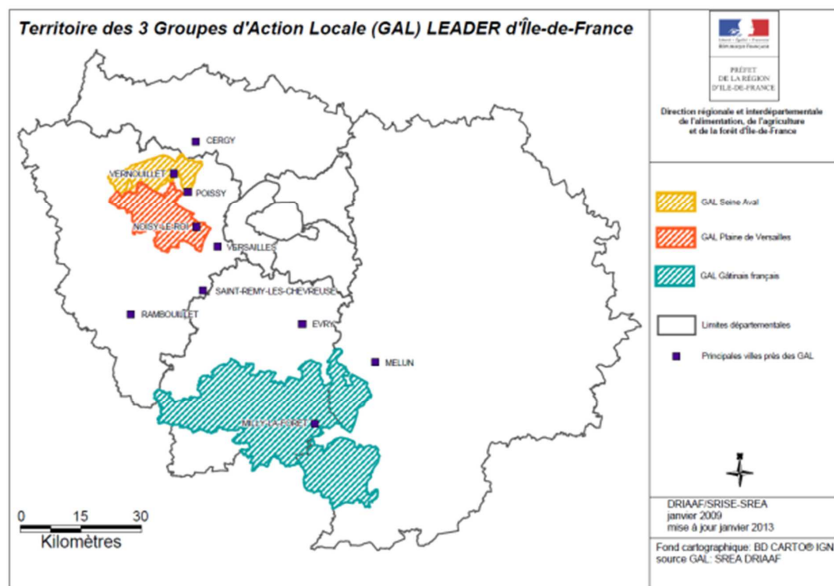 Territoire des 3 Groupes d'Action Locale (GAL) LEADER d'Île-de-France
PRÉFET
DE LA RÉGION
D'ILE-DE-FRANCE
Direction régionale et interdépartementale
de l'alimentation, de l'agriculture
et de la forêt d'Île-de-France
CERGY
VERNOUILLET
POISSY
NOISY-LE-ROI
VERSAILLES
SAINT-REMY-LES-CHEVREUSE
RAMBOUILLET
EVRY
MELUN
MILLY-LA-FORET
GAL Seine Aval
GAL Plaine de Versailles
GAL Gâtinais français
Limites départementales
Principales villes près des GAL
0 15 30
Kilomètres
DRIAAF/SRISE-SREA
janvier 2009
mise à jour janvier 2013
Fond cartographique: BD CARTO® IGN
source GAL: SREA DRIAAF